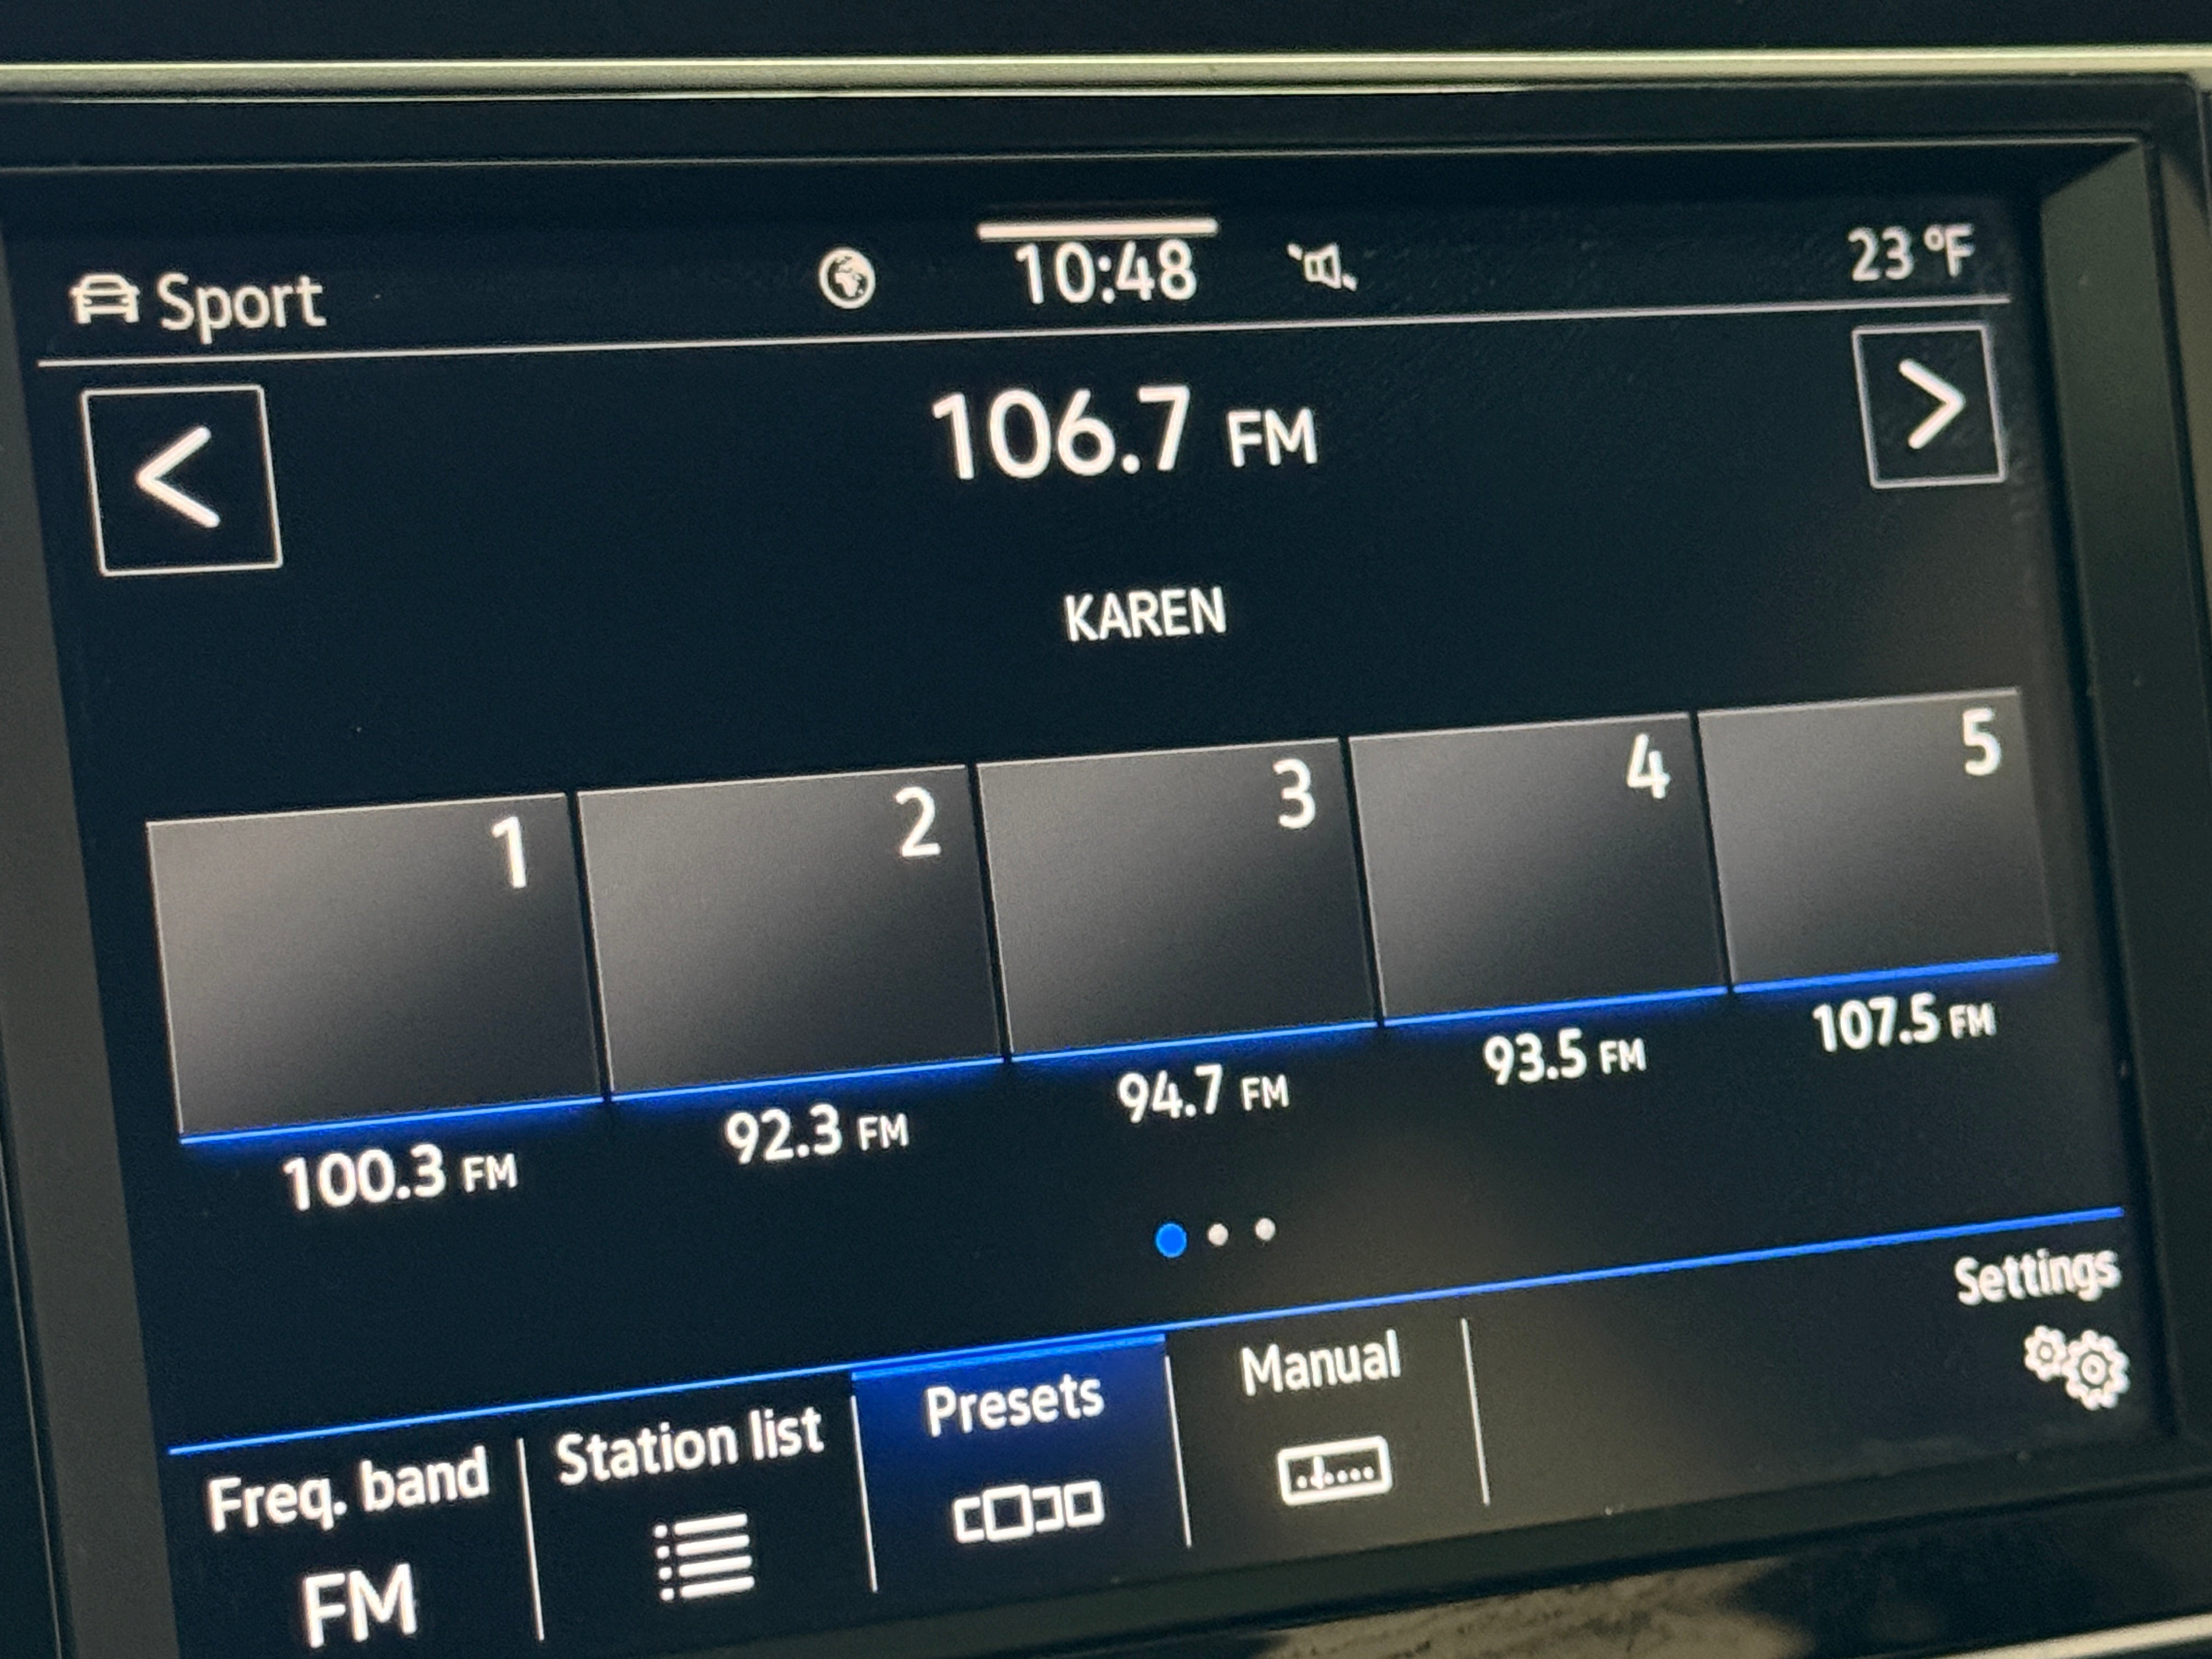 Sport
10:48
23 °F
106.7 FM
KAREN
1
2
3
4
5
100.3 FM
92.3 FM
94.7 FM
93.5 FM
107.5 FM
Settings
Freq. band
Station list
Presets
Manual
FM